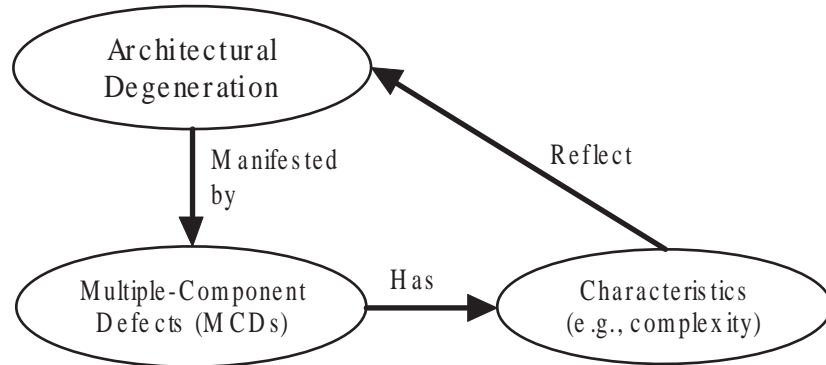 Architectural
Degeneration
Manifested
by
Reflect
Multiple-Component
Defects (MCDs)
Has
Characteristics
(e.g., complexity)